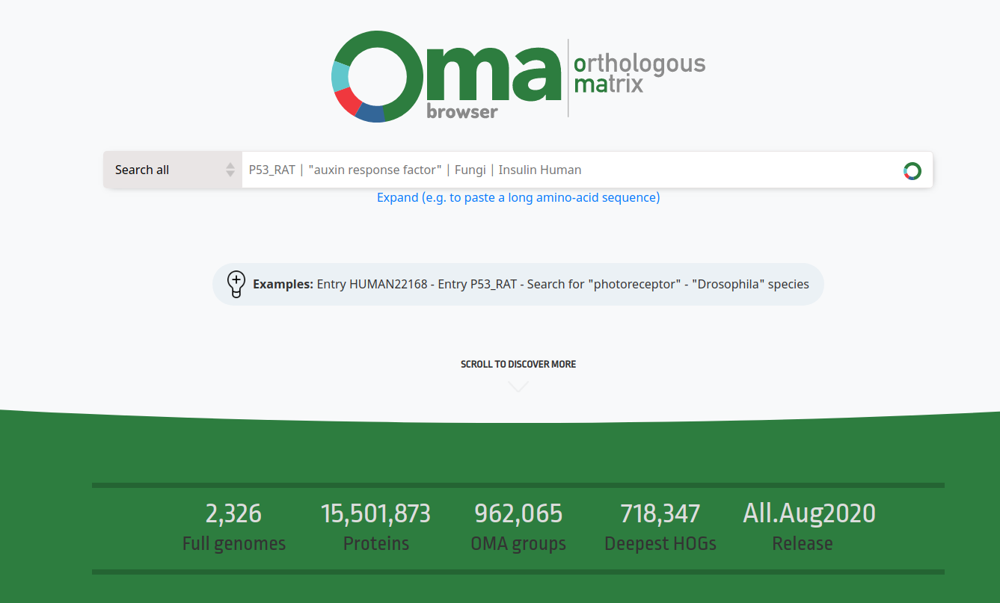 Oma
browser
orthologous
matrix
Search all P53_RAT | "auxin response factor" | Fungi | Insulin Human
Expand (e.g. to paste a long amino-acid sequence)
Examples: Entry HUMAN22168 - Entry P53_RAT - Search for "photoreceptor" - "Drosophila" species
SCROLL TO DISCOVER MORE
2,326 15,501,873 962,065 718,347 All.Aug2020
Full genomes Proteins OMA groups Deepest HOGs Release